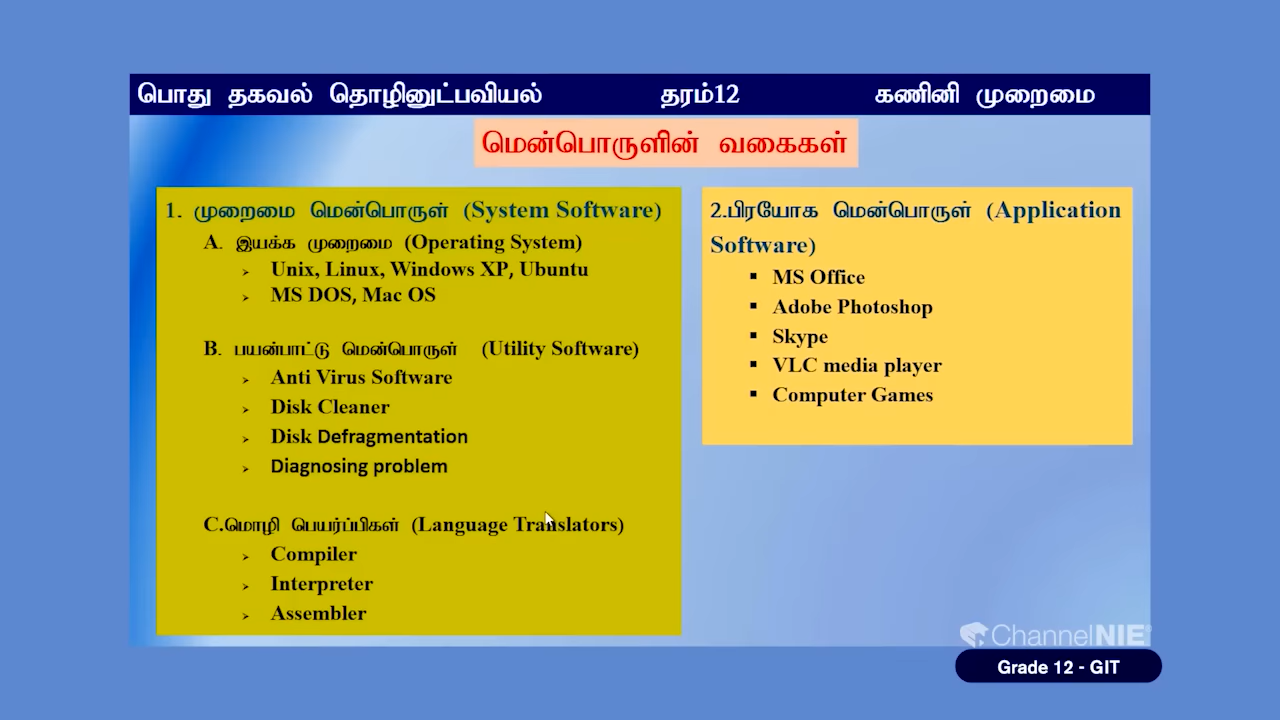 பொது தகவல் தொழினுட்பவியல் தரம்12 கணினி முறைமை
மென்பொருளின் வகைகள்
1. முறைமை மென்பொருள் (System Software)
A. இயக்க முறைமை (Operating System)
➢ Unix, Linux, Windows XP, Ubuntu
➢ MS DOS, Mac OS
B. பயன்பாட்டு மென்பொருள் (Utility Software)
➢ Anti Virus Software
➢ Disk Cleaner
➢ Disk Defragmentation
➢ Diagnosing problem
C.மொழி பெயர்ப்பிகள் (Language Translators)
➢ Compiler
➢ Interpreter
➢ Assembler
2.பிரயோக மென்பொருள் (Application
Software)
▪ MS Office
▪ Adobe Photoshop
▪ Skype
▪ VLC media player
▪ Computer Games
ChannelNIE
Grade 12 - GIT